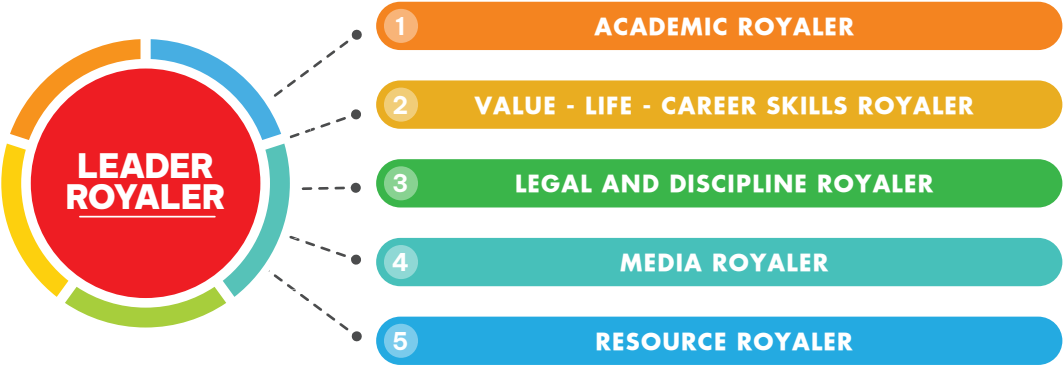 LEADER
ROYALER
1 ACADEMIC ROYALER
2 VALUE - LIFE - CAREER SKILLS ROYALER
3 LEGAL AND DISCIPLINE ROYALER
4 MEDIA ROYALER
5 RESOURCE ROYALER